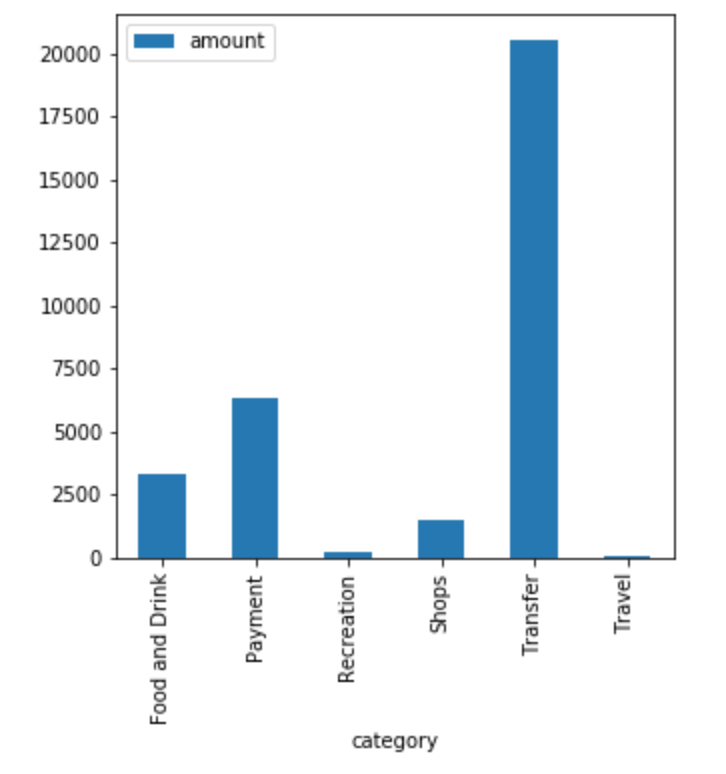 amount
20000
17500
15000
12500
10000
7500
5000
2500
0
Food and Drink
Payment
Recreation
Shops
Transfer
Travel
category